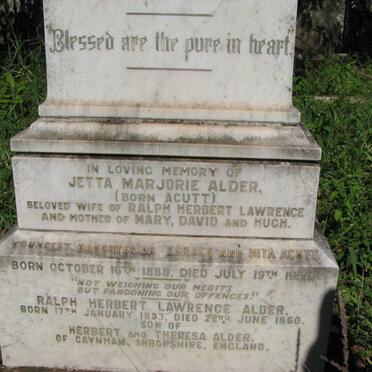 Blessed are the pure in heart.
IN LOVING MEMORY OF
JETTA MARJORIE ALDER,
(BORN ACUTT)
BELOVED WIFE OF RALPH HERBERT LAWRENCE
AND MOTHER OF MARY, DAVID AND HUGH.
YOUNGEST DAUGHTER OF HORACE AND NITA ACUTT.
BORN OCTOBER 16TH 1888. DIED JULY 19TH
"NOT WEIGHING OUR MERITS
BUT PARDONING OUR OFFENCES."
RALPH HERBERT LAWRENCE ALDER.
BORN 17TH JANUARY 1883, DIED 22ND JUNE 1960.
SON OF
HERBERT AND THERESA ALDER.
OF CAYNHAM, SHROPSHIRE, ENGLAND.